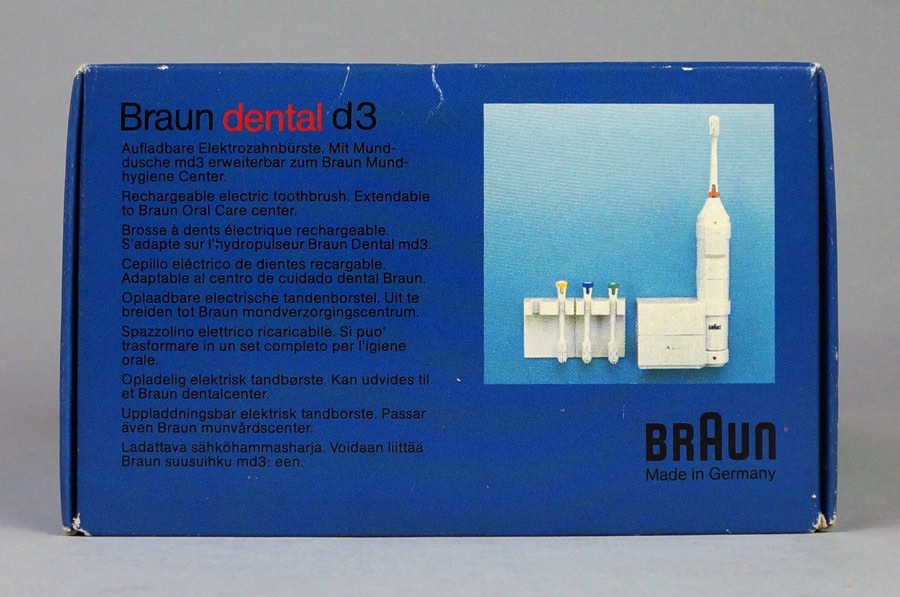 Braun dental d3
Aufladbare Elektrozahnbürste. Mit Mund-
dusche md3 erweiterbar zum Braun Mund-
hygiene Center.
Rechargeable electric toothbrush. Extendable
to Braun Oral Care center.
Brosse à dents électrique rechargeable.
S'adapte sur l'hydropulseur Braun Dental md3.
Cepillo eléctrico de dientes recargable.
Adaptable al centro de cuidado dental Braun.
Oplaadbare electrische tandenborstel. Uit te
breiden tot Braun mondverzorgingscentrum.
Spazzolino elettrico ricaricabile. Si puo'
trasformare in un set completo per l'igiene
orale.
Opladelig elektrisk tandbørste. Kan udvides til
et Braun dentalcenter.
Uppladdningsbar elektrisk tandborste. Passar
även Braun munvårdscenter.
Ladattava sähköhammasharja. Voidaan liittää
Braun suusuihku md3: een.
BRAUN
BRAUN
Made in Germany